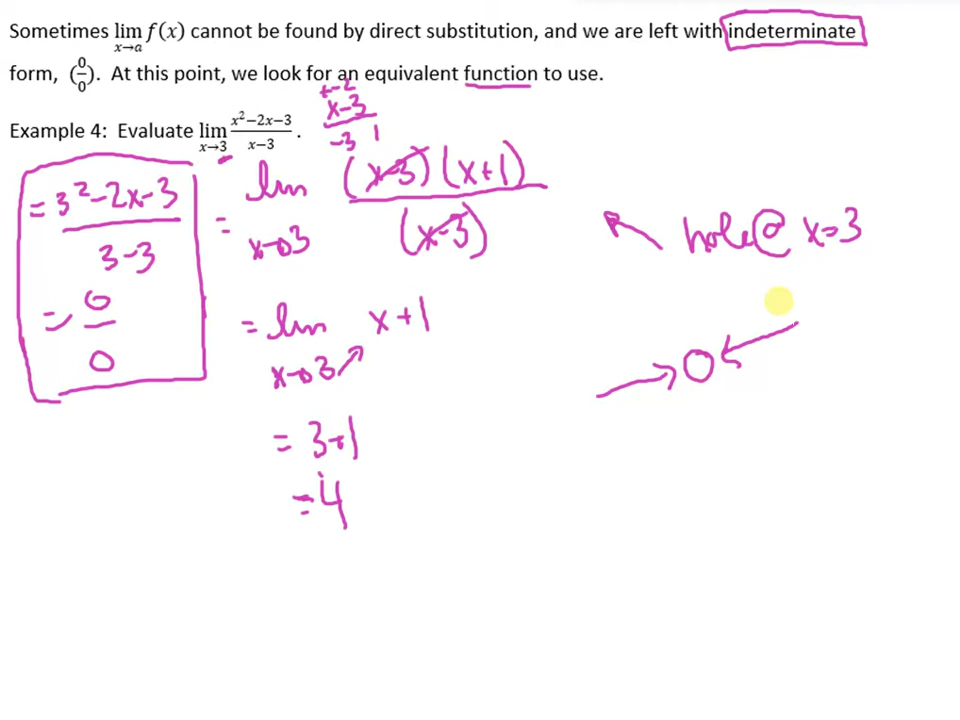 Sometimes lim x→a f(x) cannot be found by direct substitution, and we are left with indeterminate
form, (0/0). At this point, we look for an equivalent function to use.
+ -2
x -3
-3 1
Example 4: Evaluate lim x→3 x²−2x−3 / x−3 .
= 3² - 2x - 3 / 3 - 3
= 0 / 0
= lim x→3 (x-3)(x+1) / (x-3)
hole @ x=3
= lim x→3 x+1
= 3+1
= 4